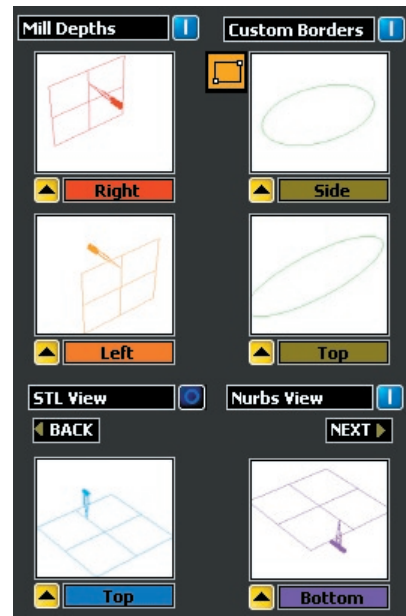 Mill Depths
Custom Borders
Right
Side
Left
Top
STL View
Nurbs View
BACK
NEXT
Top
Bottom